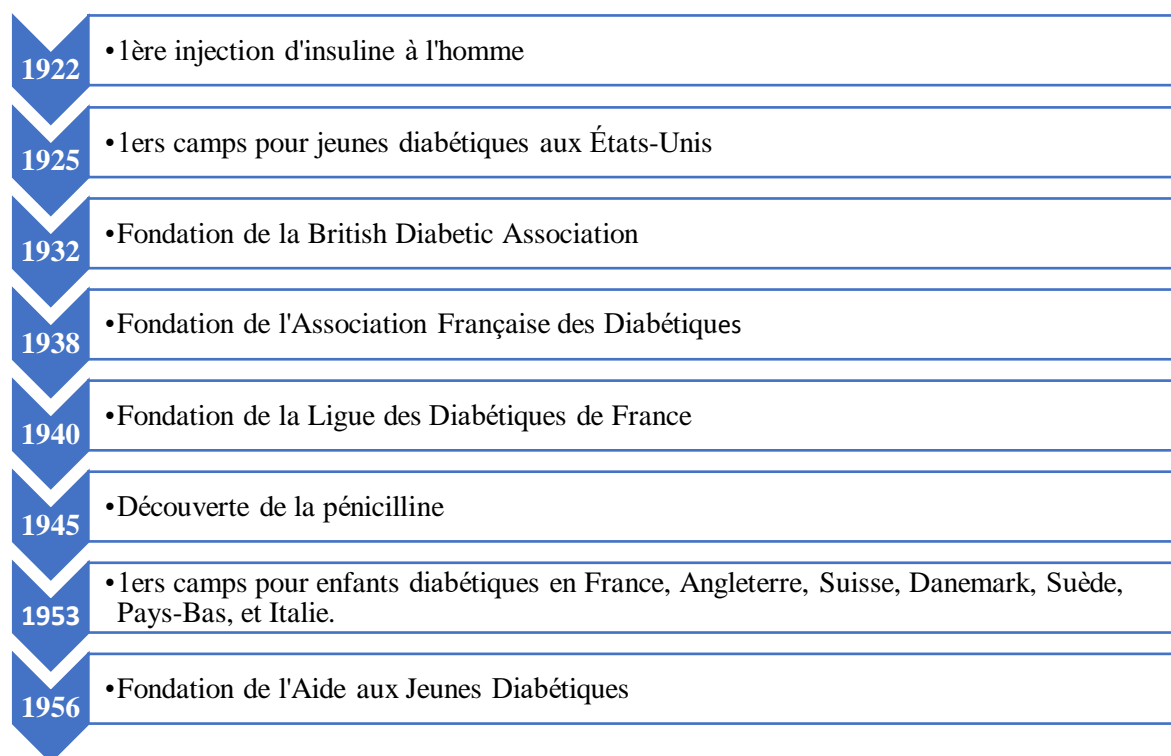 1922
•1ère injection d'insuline à l'homme
1925
•1ers camps pour jeunes diabétiques aux États-Unis
1932
•Fondation de la British Diabetic Association
1938
•Fondation de l'Association Française des Diabétiques
1940
•Fondation de la Ligue des Diabétiques de France
1945
•Découverte de la pénicilline
1953
•1ers camps pour enfants diabétiques en France, Angleterre, Suisse, Danemark, Suède,
Pays-Bas, et Italie.
1956
•Fondation de l'Aide aux Jeunes Diabétiques